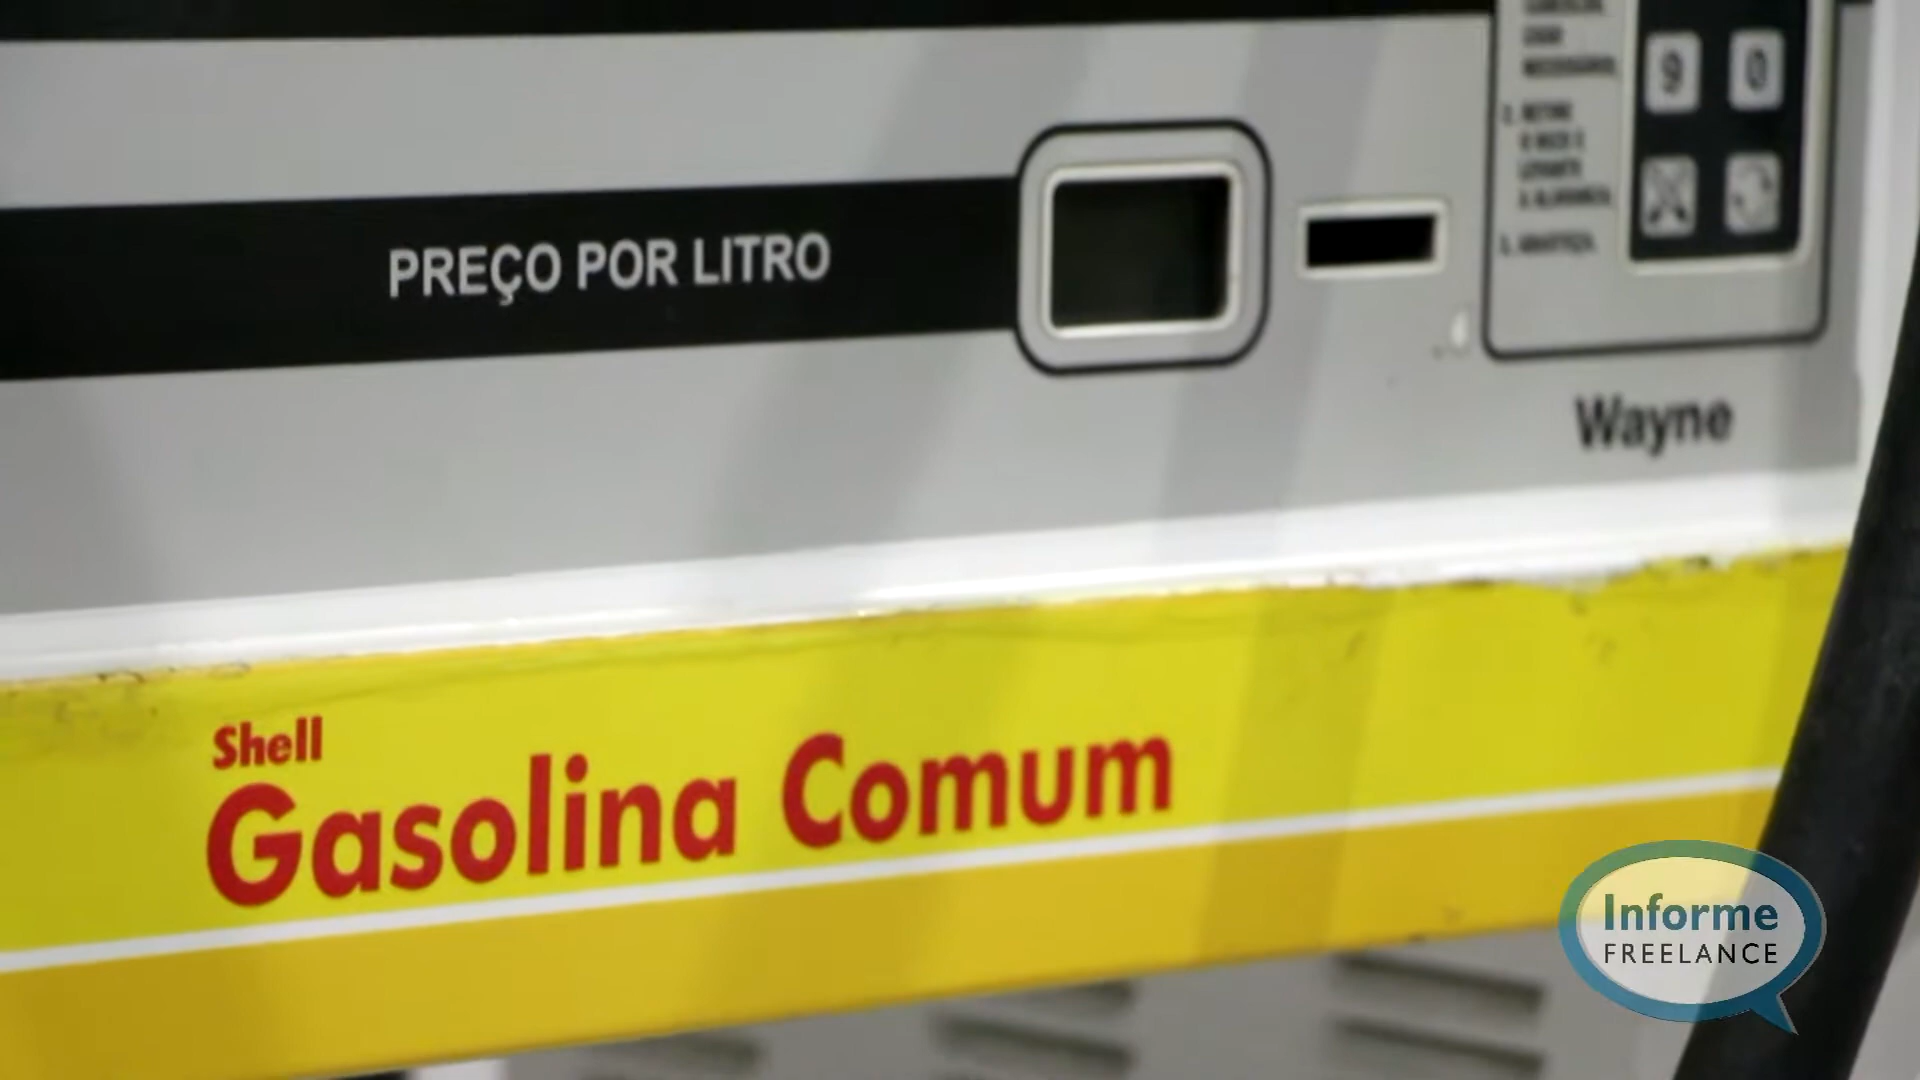 9 0
PREÇO POR LITRO
Wayne
Shell
Gasolina Comum
Informe
FREELANCE